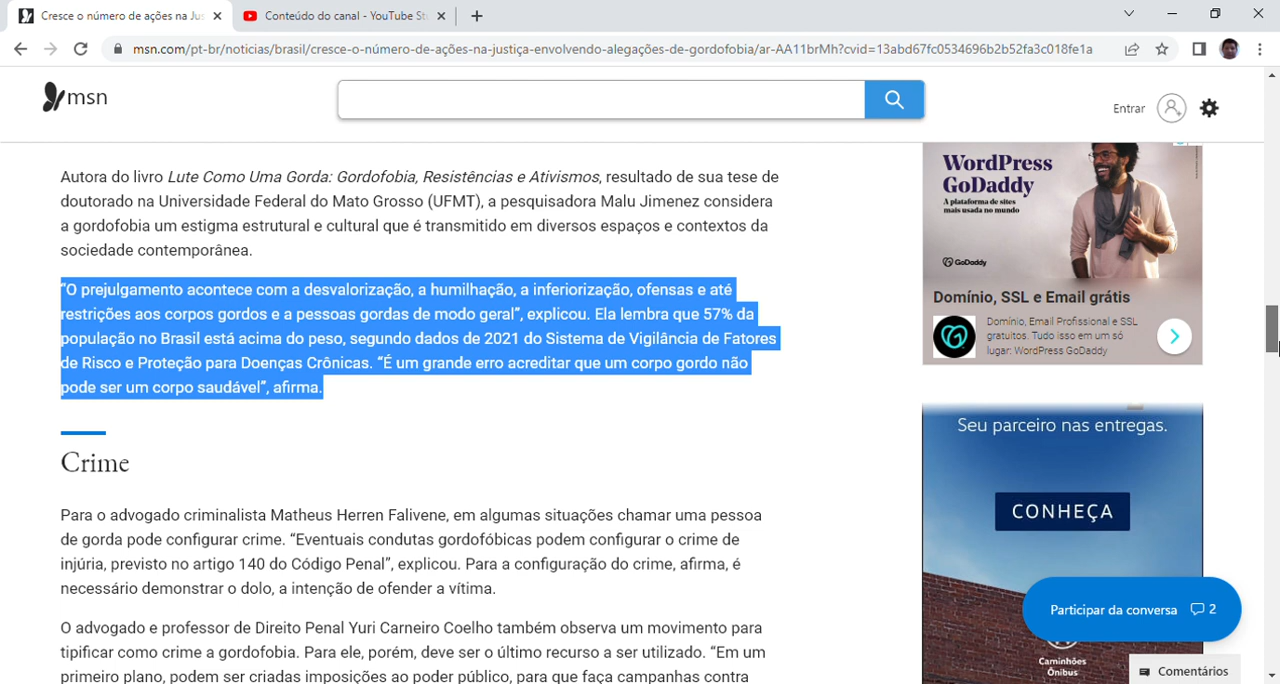 Cresce o número de ações na Jus
Conteúdo do canal - YouTube St
msn.com/pt-br/noticias/brasil/cresce-o-número-de-ações-na-justiça-envolvendo-alegações-de-gordofobia/ar-AA11brMh?cvid=13abd67fc0534696b2b52fa3c018fe1a
msn
Entrar
Autora do livro Lute Como Uma Gorda: Gordofobia, Resistências e Ativismos, resultado de sua tese de
doutorado na Universidade Federal do Mato Grosso (UFMT), a pesquisadora Malu Jimenez considera
a gordofobia um estigma estrutural e cultural que é transmitido em diversos espaços e contextos da
sociedade contemporânea.
“O prejulgamento acontece com a desvalorização, a humilhação, a inferiorização, ofensas e até
restrições aos corpos gordos e a pessoas gordas de modo geral”, explicou. Ela lembra que 57% da
população no Brasil está acima do peso, segundo dados de 2021 do Sistema de Vigilância de Fatores
de Risco e Proteção para Doenças Crônicas. “É um grande erro acreditar que um corpo gordo não
pode ser um corpo saudável”, afirma.
Crime
Para o advogado criminalista Matheus Herren Falivene, em algumas situações chamar uma pessoa
de gorda pode configurar crime. “Eventuais condutas gordofóbicas podem configurar o crime de
injúria, previsto no artigo 140 do Código Penal”, explicou. Para a configuração do crime, afirma, é
necessário demonstrar o dolo, a intenção de ofender a vítima.
O advogado e professor de Direito Penal Yuri Carneiro Coelho também observa um movimento para
tipificar como crime a gordofobia. Para ele, porém, deve ser o último recurso a ser utilizado. “Em um
primeiro plano, podem ser criadas imposições ao poder público, para que faça campanhas contra
WordPress
GoDaddy
A plataforma de sites
mais usada no mundo
GoDaddy
Domínio, SSL e Email grátis
Domínio, Email Profissional e SSL
gratuitos. Tudo isso em um só
lugar: WordPress GoDaddy
Seu parceiro nas entregas.
CONHEÇA
Participar da conversa 2
Caminhões
Ônibus
Comentários